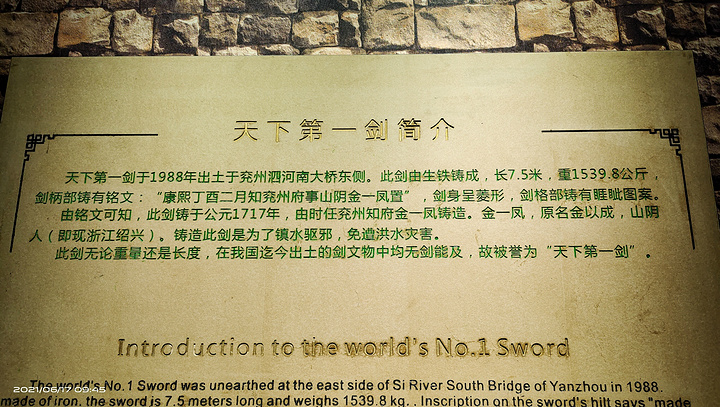 天下第一剑简介
天下第一剑于1988年出土于兖州泗河南大桥东侧。此剑由生铁铸成，长7.5米，重1539.8公斤，
剑柄部铸有铭文：“康熙丁酉二月知兖州府事山阴金一凤置”，剑身呈菱形，剑格部铸有睚眦图案。
由铭文可知，此剑铸于公元1717年，由时任兖州知府金一凤铸造。金一凤，原名金以成，山阴
人（即现浙江绍兴）。铸造此剑是为了镇水驱邪，免遭洪水灾害。
此剑无论重量还是长度，在我国迄今出土的剑文物中均无剑能及，故被誉为“天下第一剑”。
Introduction to the world's No.1 Sword
The world's No.1 Sword was unearthed at the east side of Si River South Bridge of Yanzhou in 1988.
made of iron, the sword is 7.5 meters long and weighs 1539.8 kg. . Inscription on the sword's hilt says "made
2021/06/17 09:45